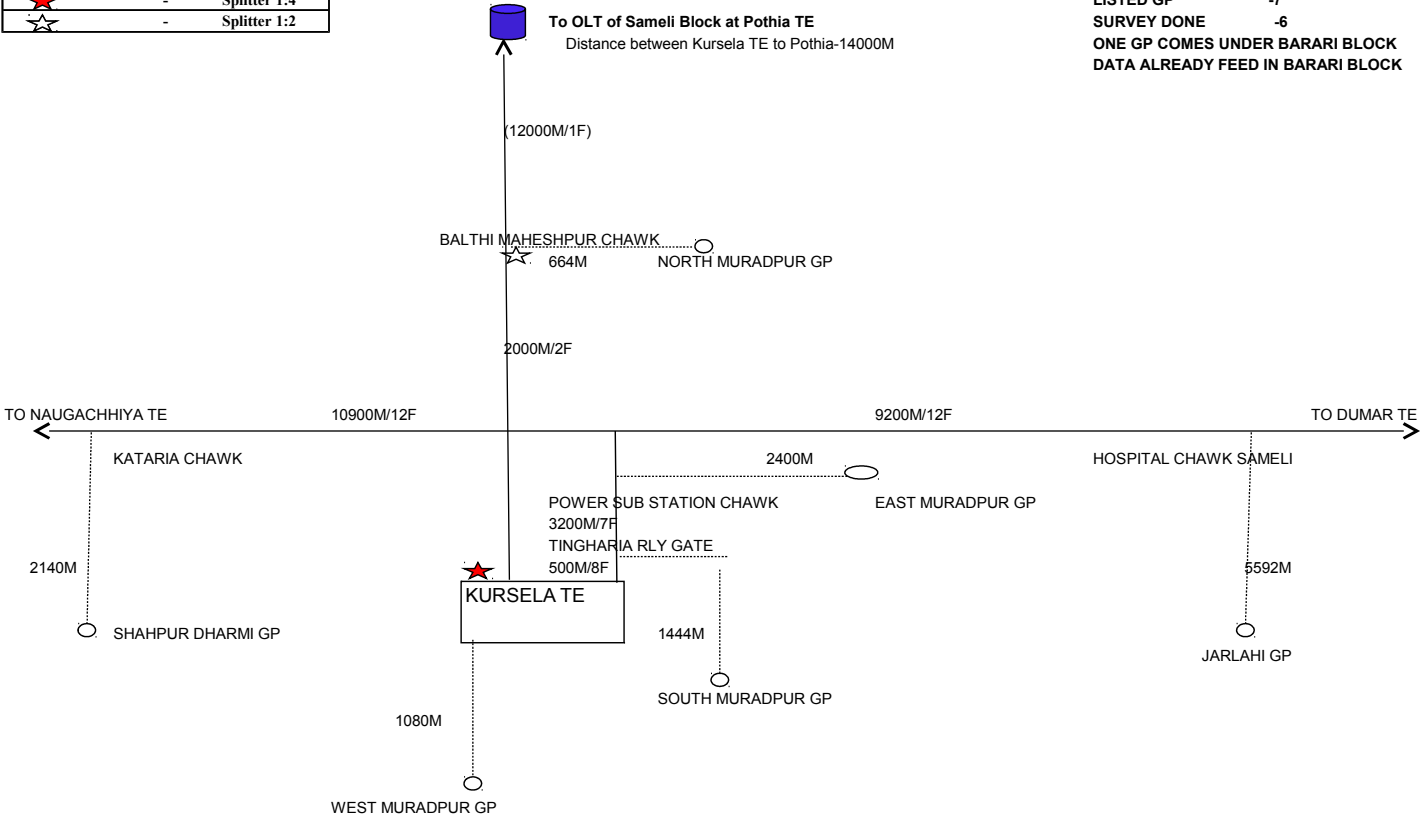 - Splitter 1:4
- Splitter 1:2
To OLT of Sameli Block at Pothia TE
Distance between Kursela TE to Pothia-14000M
LISTED GP -7
SURVEY DONE -6
ONE GP COMES UNDER BARARI BLOCK
DATA ALREADY FEED IN BARARI BLOCK
(12000M/1F)
BALTHI MAHESHPUR CHAWK
664M NORTH MURADPUR GP
2000M/2F
TO NAUGACHHIYA TE 10900M/12F 9200M/12F TO DUMAR TE
KATARIA CHAWK 2400M HOSPITAL CHAWK SAMELI
POWER SUB STATION CHAWK EAST MURADPUR GP
3200M/7F
TINGHARIA RLY GATE
2140M 500M/8F 5592M
KURSELA TE
SHAHPUR DHARMI GP 1444M
JARLAHI GP
SOUTH MURADPUR GP
1080M
WEST MURADPUR GP